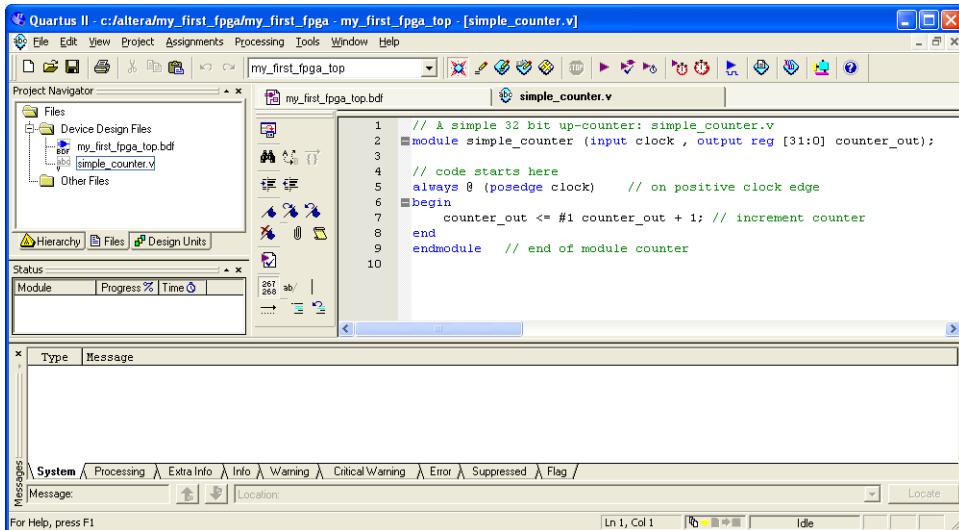 Quartus II - c:/altera/my_first_fpga/my_first_fpga - my_first_fpga_top - [simple_counter.v]
File Edit View Project Assignments Processing Tools Window Help
my_first_fpga_top
Project Navigator
Files
Device Design Files
my_first_fpga_top.bdf
simple_counter.v
Other Files
Hierarchy Files Design Units
Status
Module Progress % Time
my_first_fpga_top.bdf simple_counter.v
267
268 ab/
1 // A simple 32 bit up-counter: simple_counter.v
2 module simple_counter (input clock , output reg [31:0] counter_out);
3
4 // code starts here
5 always @ (posedge clock) // on positive clock edge
6 begin
7 counter_out <= #1 counter_out + 1; // increment counter
8 end
9 endmodule // end of module counter
10
Type Message
Messages
System Processing Extra Info Info Warning Critical Warning Error Suppressed Flag
Message: Location: Locate
For Help, press F1 Ln 1, Col 1 Idle